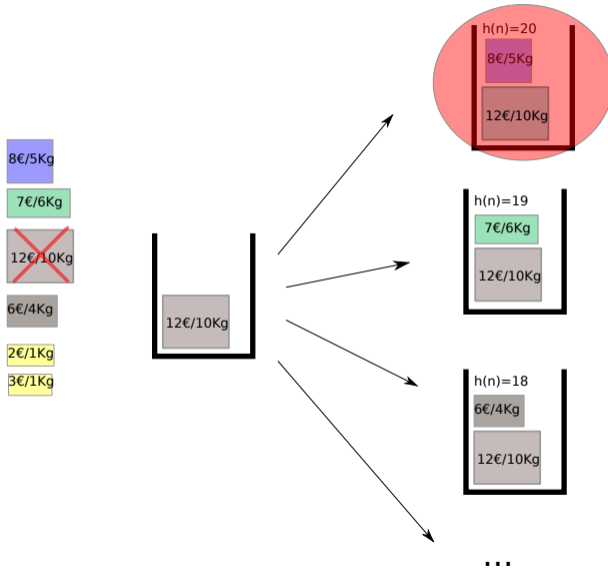 8€/5Kg
7€/6Kg
12€/10Kg
6€/4Kg
2€/1Kg
3€/1Kg
12€/10Kg
h(n)=20
8€/5Kg
12€/10Kg
h(n)=19
7€/6Kg
12€/10Kg
h(n)=18
6€/4Kg
12€/10Kg
...